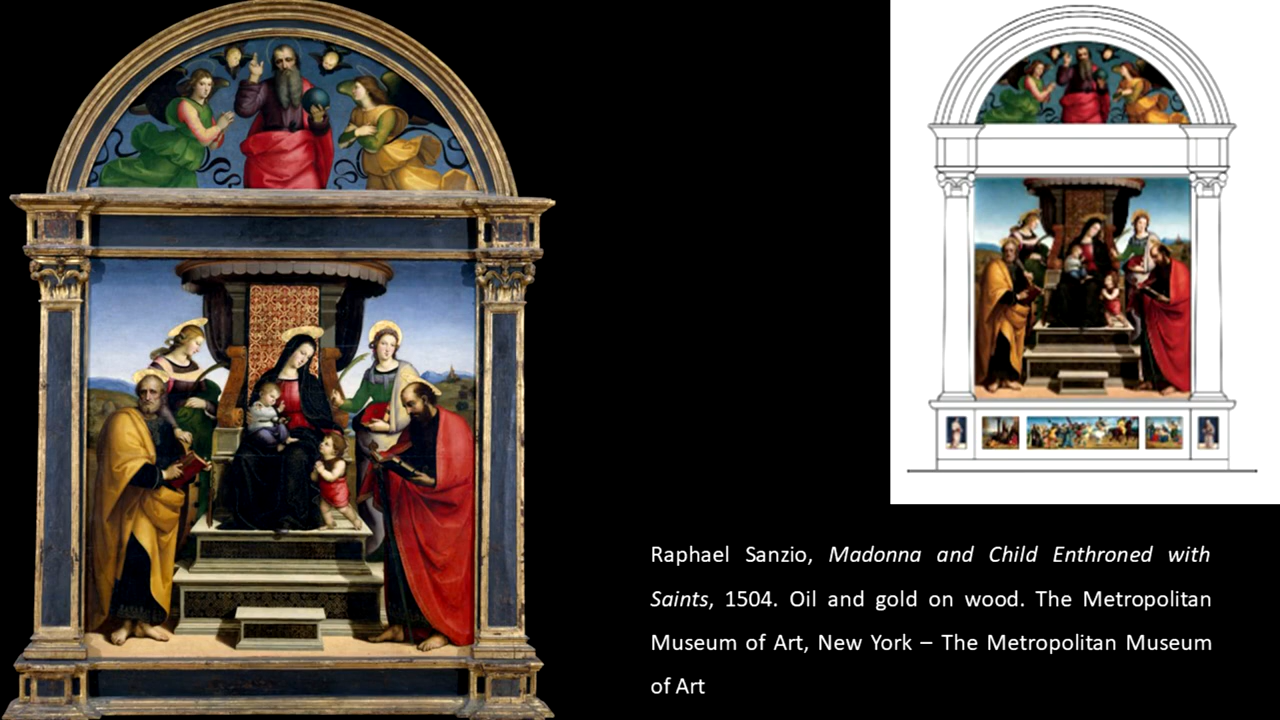 Raphael Sanzio, Madonna and Child Enthroned with
Saints, 1504. Oil and gold on wood. The Metropolitan
Museum of Art, New York – The Metropolitan Museum
of Art